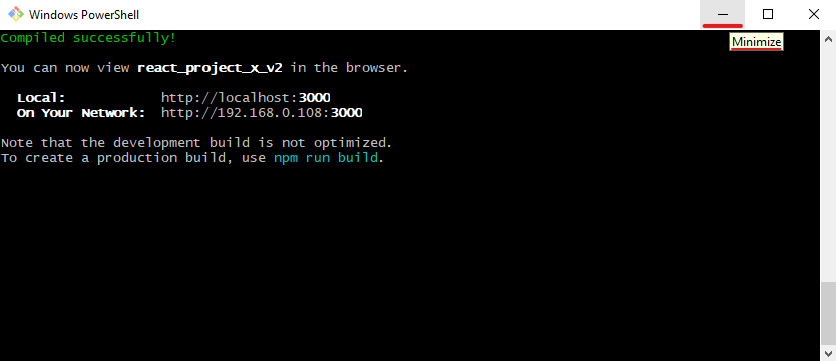 Windows PowerShell
Minimize
Compiled successfully!
You can now view react_project_x_v2 in the browser.
Local: http://localhost:3000
On Your Network: http://192.168.0.108:3000
Note that the development build is not optimized.
To create a production build, use npm run build.